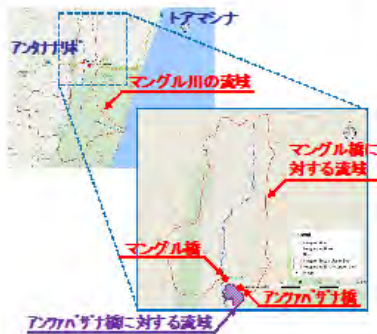 トアマシナ
アンタナナリボ
マングル川の流域
マングル橋に
対する流域
マングル橋
アンヴァバザナ橋
アンヴァバザナ橋に対する流域